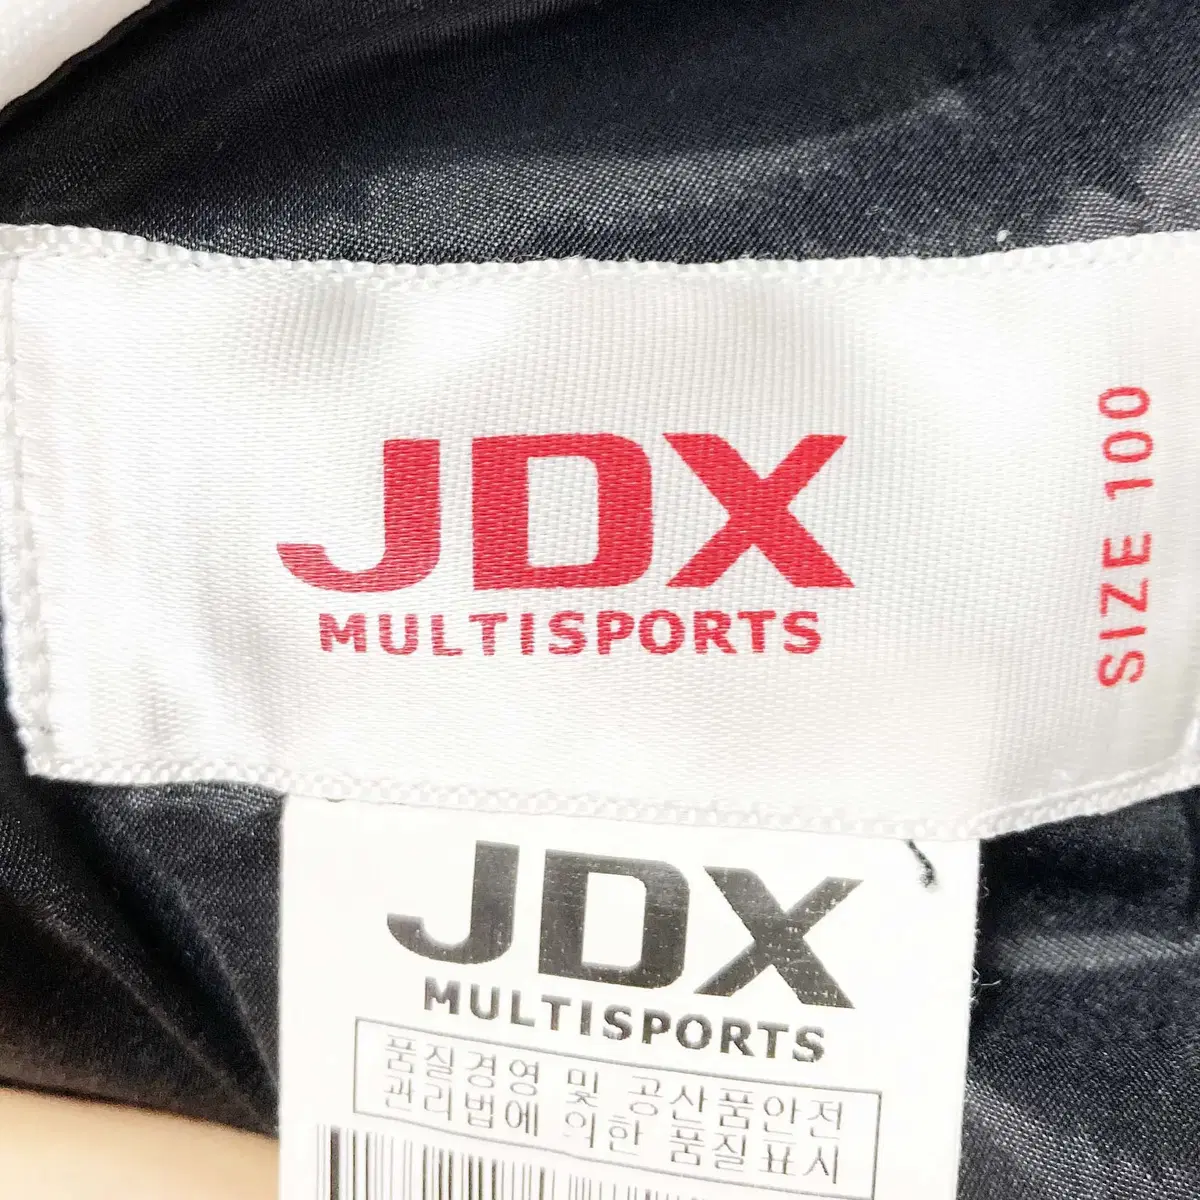 JDX
MULTISPORTS
SIZE 100
JDX
MULTISPORTS
품질경영 및 공산품안전
관리법에 의한 품질표시